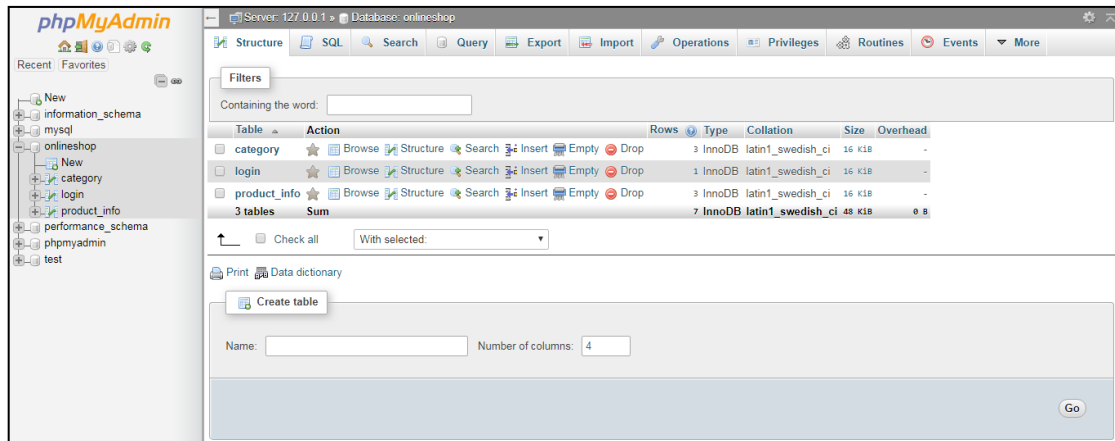 phpMyAdmin
Recent Favorites
New
information_schema
mysql
onlineshop
New
category
login
product_info
performance_schema
phpmyadmin
test
Server: 127.0.0.1 » Database: onlineshop
Structure SQL Search Query Export Import Operations Privileges Routines Events More
Filters
Containing the word:
Table Action Rows Type Collation Size Overhead
category Browse Structure Search Insert Empty Drop 3 InnoDB latin1_swedish_ci 16 KiB -
login Browse Structure Search Insert Empty Drop 1 InnoDB latin1_swedish_ci 16 KiB -
product_info Browse Structure Search Insert Empty Drop 3 InnoDB latin1_swedish_ci 16 KiB -
3 tables Sum 7 InnoDB latin1_swedish_ci 48 KiB 0 B
Check all With selected:
Print Data dictionary
Create table
Name: Number of columns: 4
Go